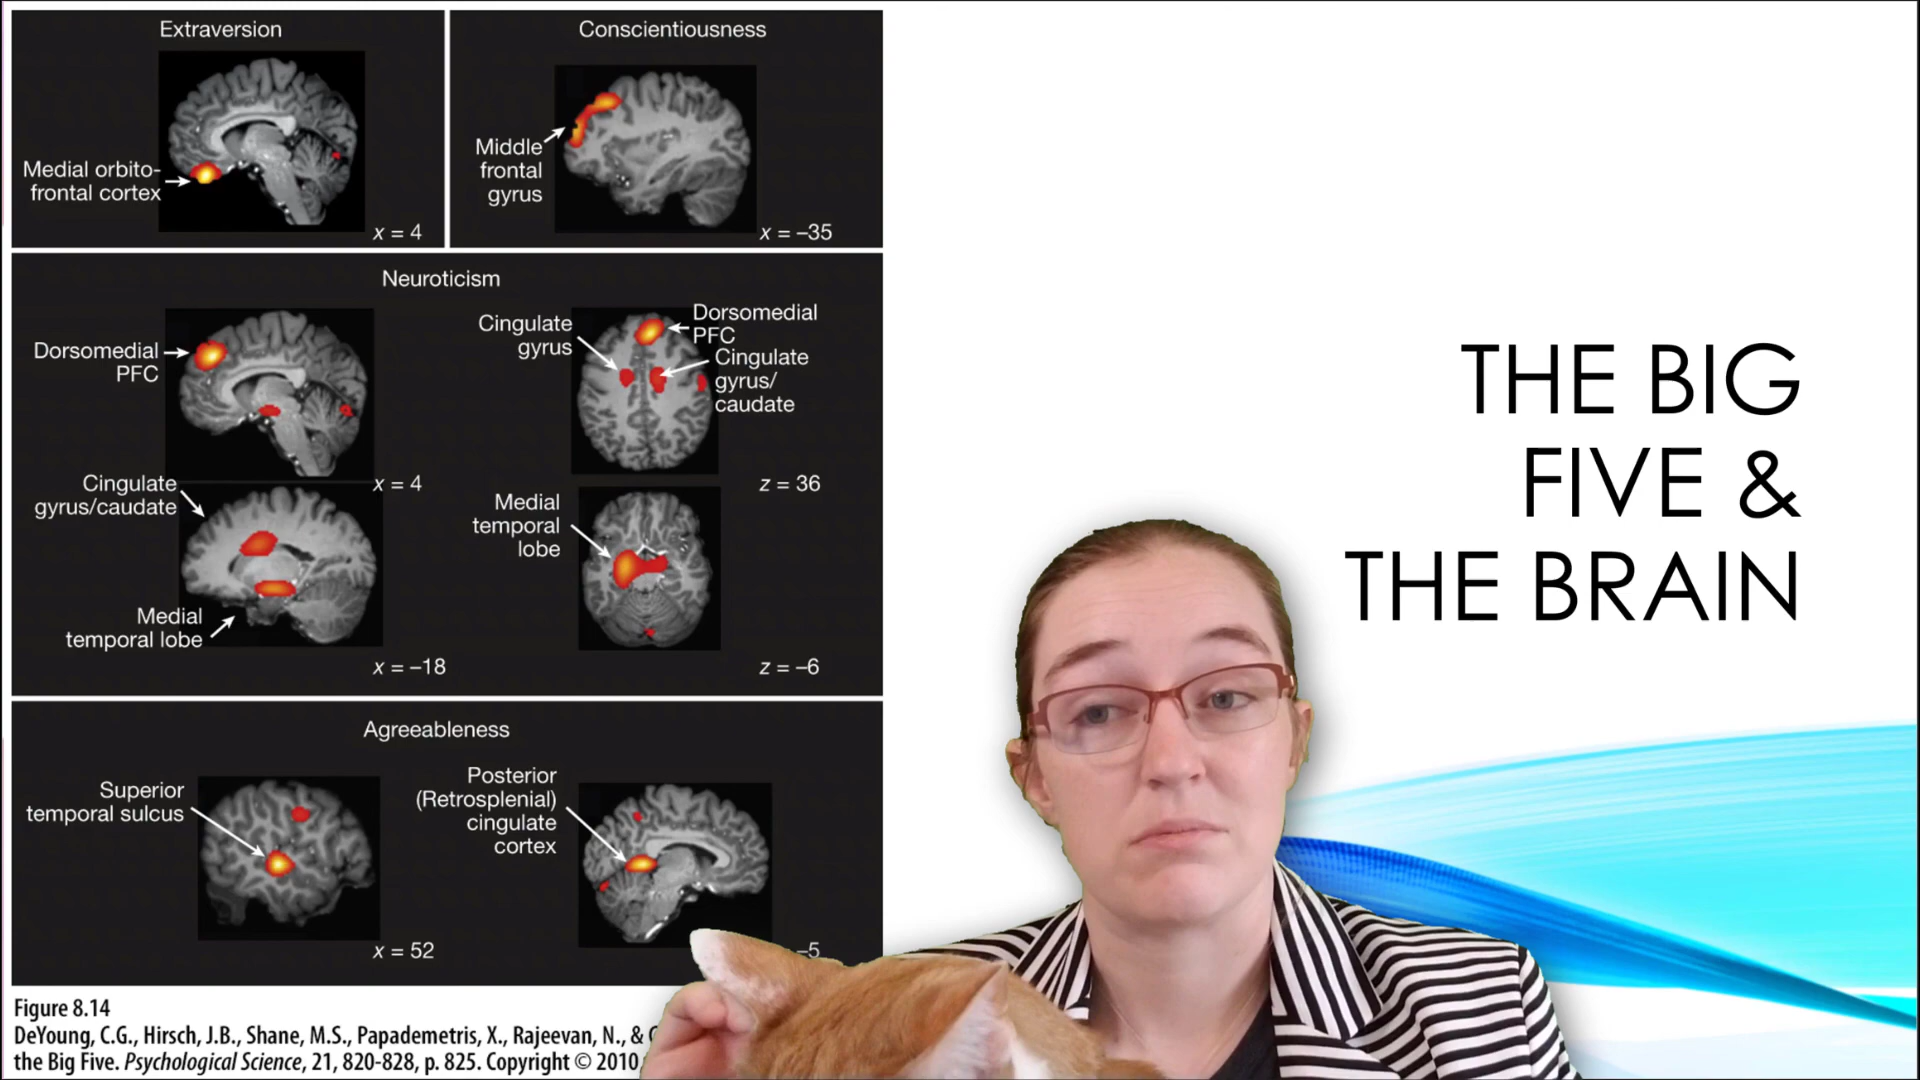 Extraversion
Medial orbito-
frontal cortex
x = 4
Conscientiousness
Middle
frontal
gyrus
x = –35
Neuroticism
Dorsomedial
PFC
x = 4
Cingulate
gyrus
Dorsomedial
PFC
Cingulate
gyrus/
caudate
z = 36
Cingulate
gyrus/caudate
Medial
temporal lobe
x = –18
Medial
temporal
lobe
z = –6
Agreeableness
Superior
temporal sulcus
x = 52
Posterior
(Retrosplenial)
cingulate
cortex
–5
Figure 8.14
DeYoung, C.G., Hirsch, J.B., Shane, M.S., Papademetris, X., Rajeevan, N., &
the Big Five. Psychological Science, 21, 820-828, p. 825. Copyright © 2010
THE BIG
FIVE &
THE BRAIN